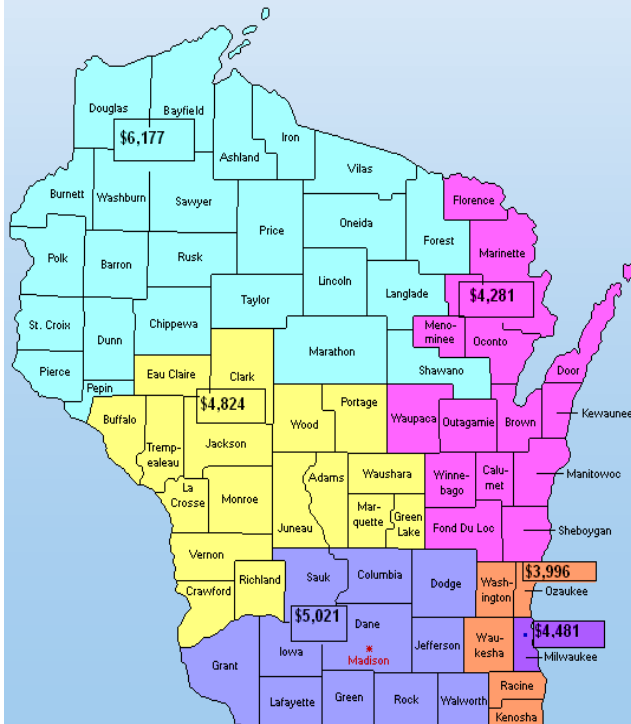 Douglas
Bayfield
$6,177
Iron
Ashland
Vilas
Burnett
Washburn
Sawyer
Florence
Price
Oneida
Forest
Marinette
Polk
Barron
Rusk
Lincoln
Langlade
$4,281
Taylor
St. Croix
Chippewa
Dunn
Meno-
minee
Oconto
Marathon
Pierce
Eau Claire
Clark
Shawano
Door
Pepin
$4,824
Buffalo
Portage
Wood
Waupaca
Outagamie
Brown
Kewaunee
Tremp-
ealeau
Jackson
Adams
Waushara
Winne-
bago
Calu-
met
Manitowoc
La
Crosse
Monroe
Juneau
Mar-
quette
Green
Lake
Fond Du Loc
Sheboygan
Vernon
Richland
Sauk
Columbia
Dodge
Wash-
ington
$3,996
Ozaukee
Crawford
$5,021
Dane
Jefferson
Wau-
kesha
$4,481
Milwaukee
Iowa
Madison
Grant
Racine
Lafayette
Green
Rock
Walworth
Kenosha